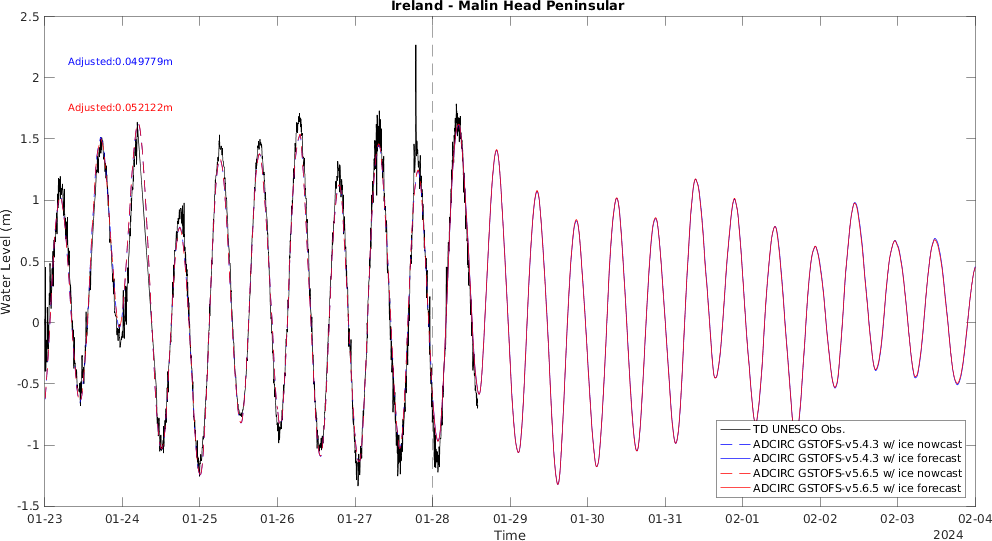 Ireland - Malin Head Peninsular
2.5
2
1.5
1
0.5
0
-0.5
-1
-1.5
Water Level (m)
Adjusted:0.049779m
Adjusted:0.052122m
TD UNESCO Obs.
ADCIRC GSTOFS-v5.4.3 w/ ice nowcast
ADCIRC GSTOFS-v5.4.3 w/ ice forecast
ADCIRC GSTOFS-v5.6.5 w/ ice nowcast
ADCIRC GSTOFS-v5.6.5 w/ ice forecast
01-23 01-24 01-25 01-26 01-27 01-28 01-29 01-30 01-31 02-01 02-02 02-03 02-04
Time
2024